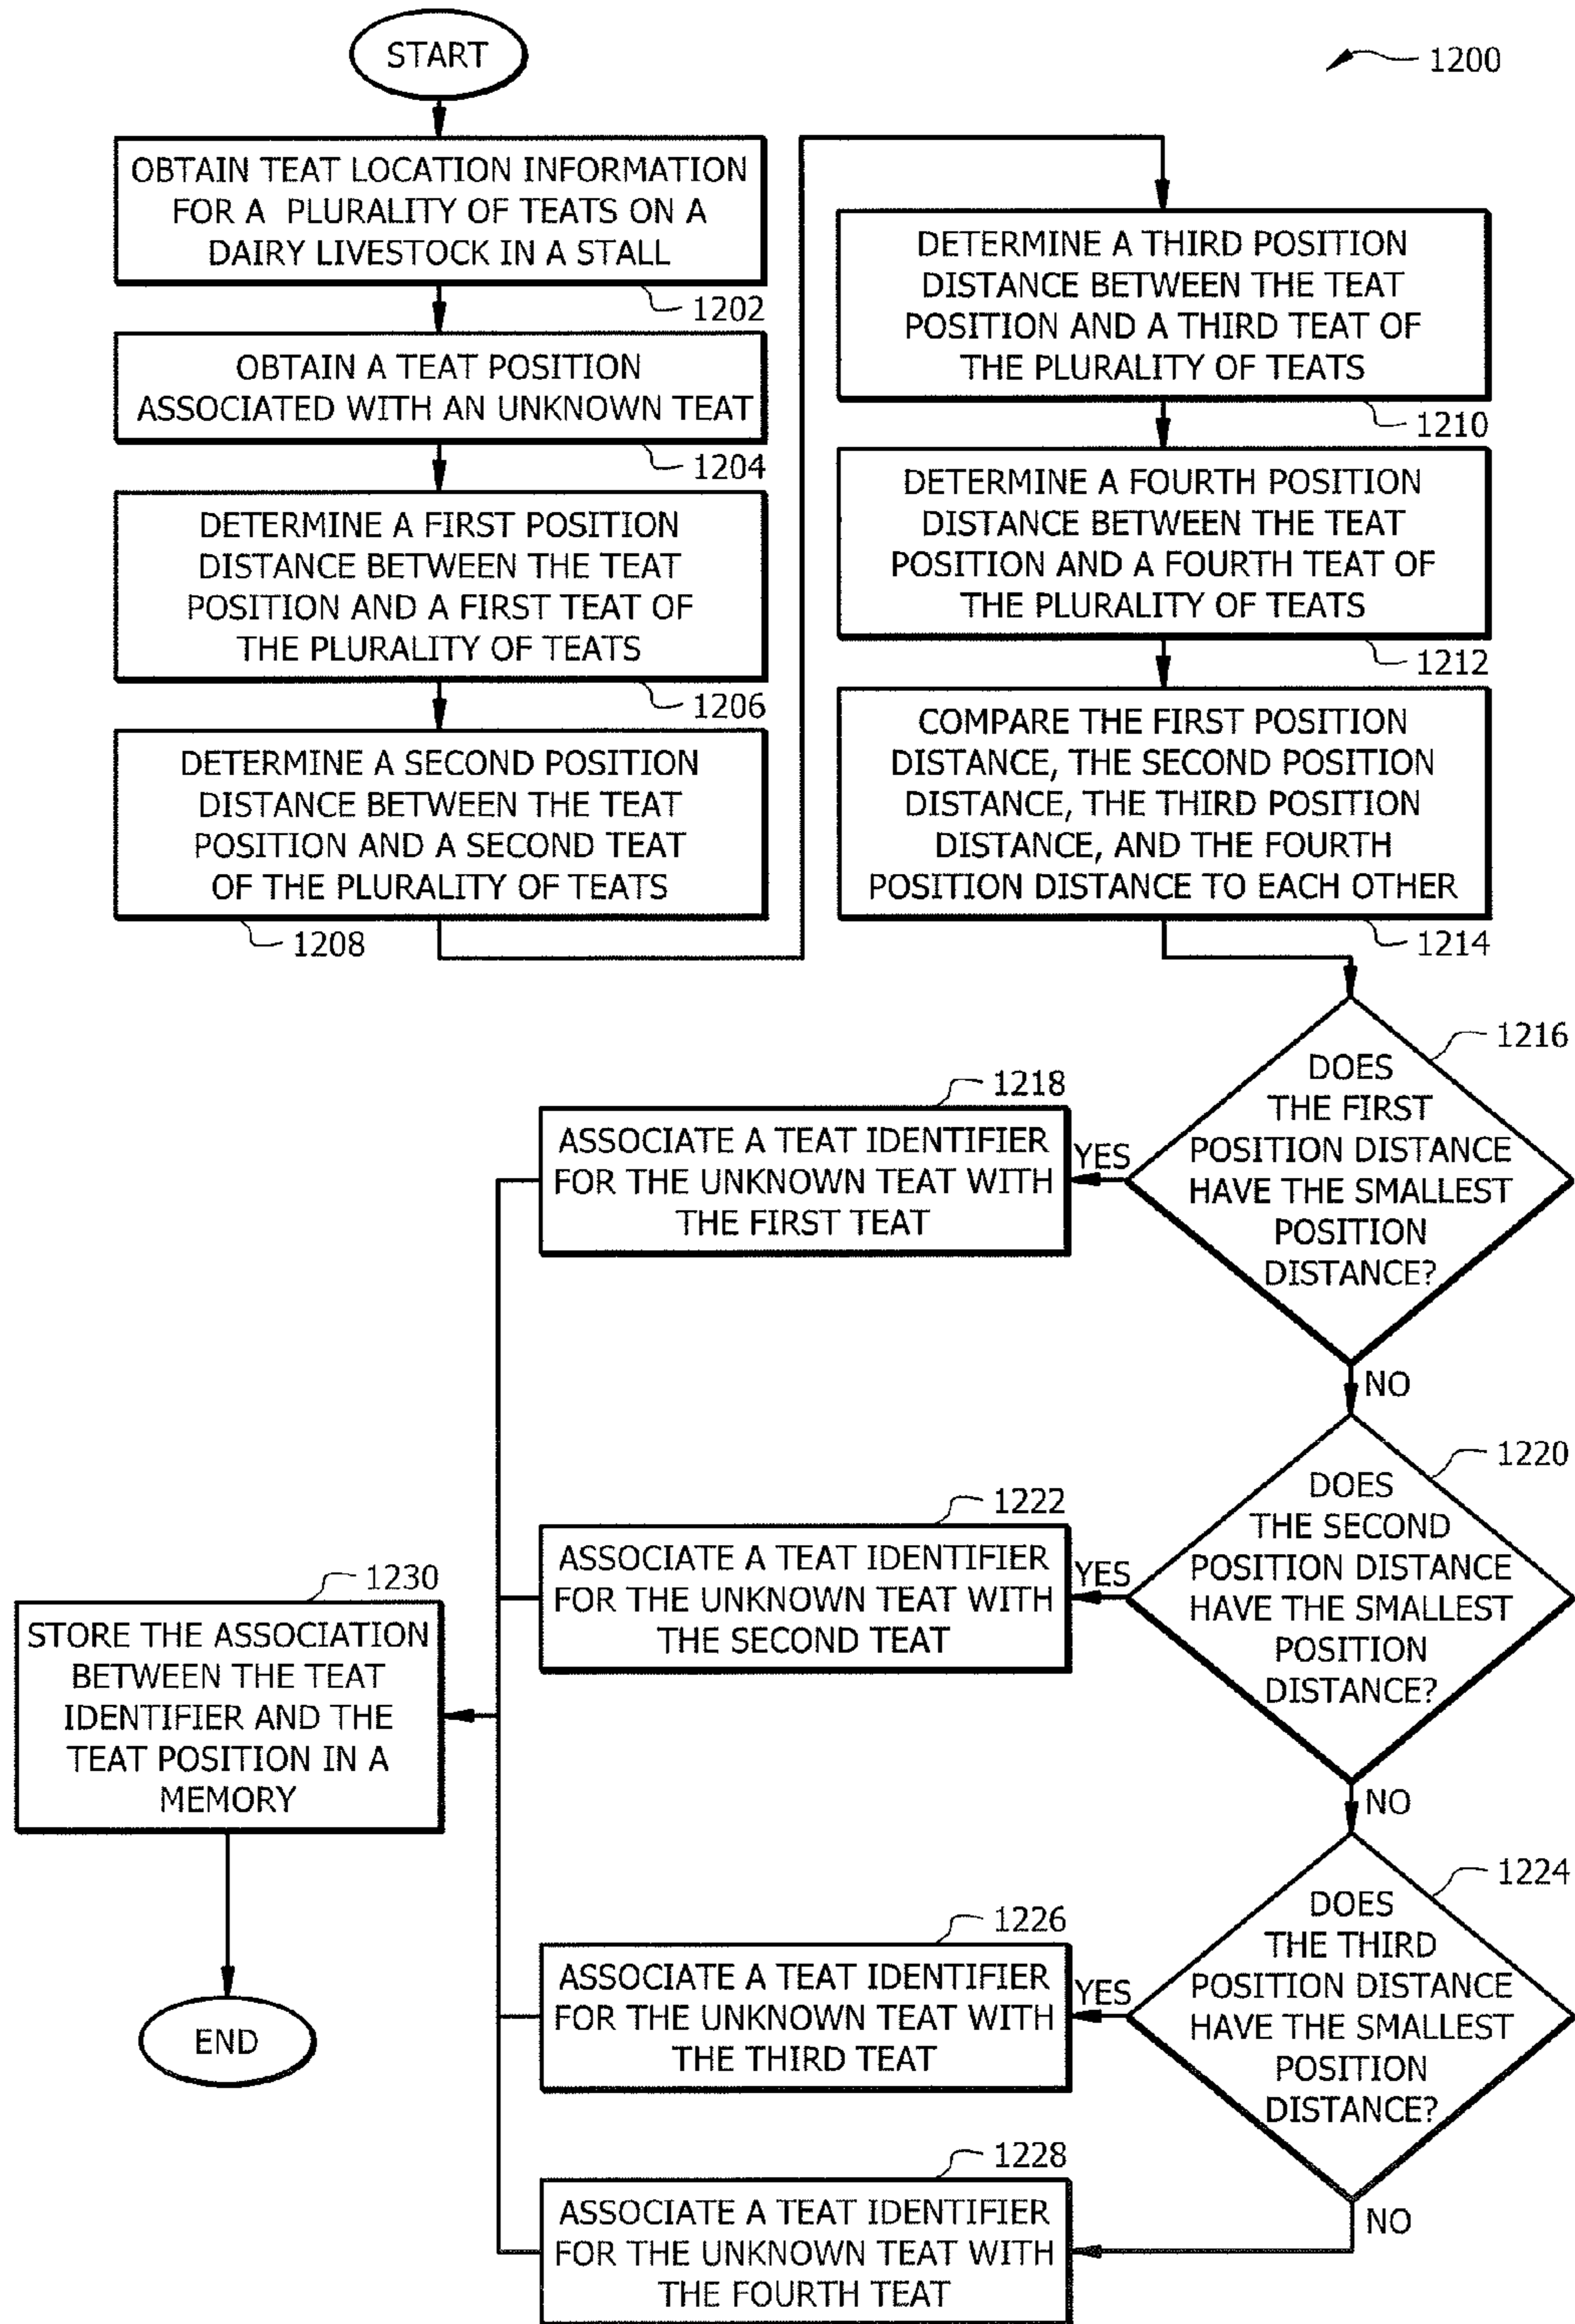 START
1200
OBTAIN TEAT LOCATION INFORMATION
FOR A PLURALITY OF TEATS ON A
DAIRY LIVESTOCK IN A STALL
1202
OBTAIN A TEAT POSITION
ASSOCIATED WITH AN UNKNOWN TEAT
1204
DETERMINE A FIRST POSITION
DISTANCE BETWEEN THE TEAT
POSITION AND A FIRST TEAT OF
THE PLURALITY OF TEATS
1206
DETERMINE A SECOND POSITION
DISTANCE BETWEEN THE TEAT
POSITION AND A SECOND TEAT
OF THE PLURALITY OF TEATS
1208
DETERMINE A THIRD POSITION
DISTANCE BETWEEN THE TEAT
POSITION AND A THIRD TEAT OF
THE PLURALITY OF TEATS
1210
DETERMINE A FOURTH POSITION
DISTANCE BETWEEN THE TEAT
POSITION AND A FOURTH TEAT OF
THE PLURALITY OF TEATS
1212
COMPARE THE FIRST POSITION
DISTANCE, THE SECOND POSITION
DISTANCE, THE THIRD POSITION
DISTANCE, AND THE FOURTH
POSITION DISTANCE TO EACH OTHER
1214
1216
DOES
THE FIRST
POSITION DISTANCE
HAVE THE SMALLEST
POSITION
DISTANCE?
YES
1218
ASSOCIATE A TEAT IDENTIFIER
FOR THE UNKNOWN TEAT WITH
THE FIRST TEAT
NO
1220
DOES
THE SECOND
POSITION DISTANCE
HAVE THE SMALLEST
POSITION
DISTANCE?
YES
1222
ASSOCIATE A TEAT IDENTIFIER
FOR THE UNKNOWN TEAT WITH
THE SECOND TEAT
NO
1224
DOES
THE THIRD
POSITION DISTANCE
HAVE THE SMALLEST
POSITION
DISTANCE?
YES
1226
ASSOCIATE A TEAT IDENTIFIER
FOR THE UNKNOWN TEAT WITH
THE THIRD TEAT
NO
1228
ASSOCIATE A TEAT IDENTIFIER
FOR THE UNKNOWN TEAT WITH
THE FOURTH TEAT
1230
STORE THE ASSOCIATION
BETWEEN THE TEAT
IDENTIFIER AND THE
TEAT POSITION IN A
MEMORY
END